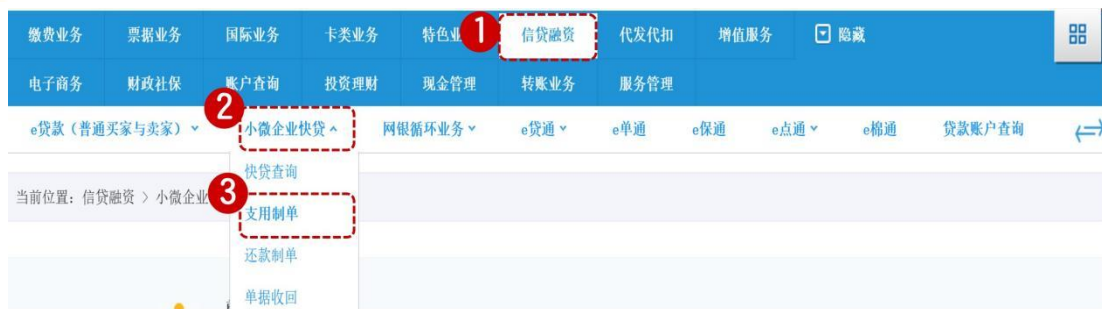 缴费业务 票据业务 国际业务 卡类业务 特色业 1 信贷融资 代发代扣 增值服务 隐藏
电子商务 财政社保 账户查询 投资理财 现金管理 转账业务 服务管理
2
e贷款（普通买家与卖家） 小微企业快贷 网银循环业务 e贷通 e单通 e保通 e点通 e棉通 贷款账户查询
快贷查询
当前位置：信贷融资 > 小微企业
3
支用制单
还款制单
单据收回